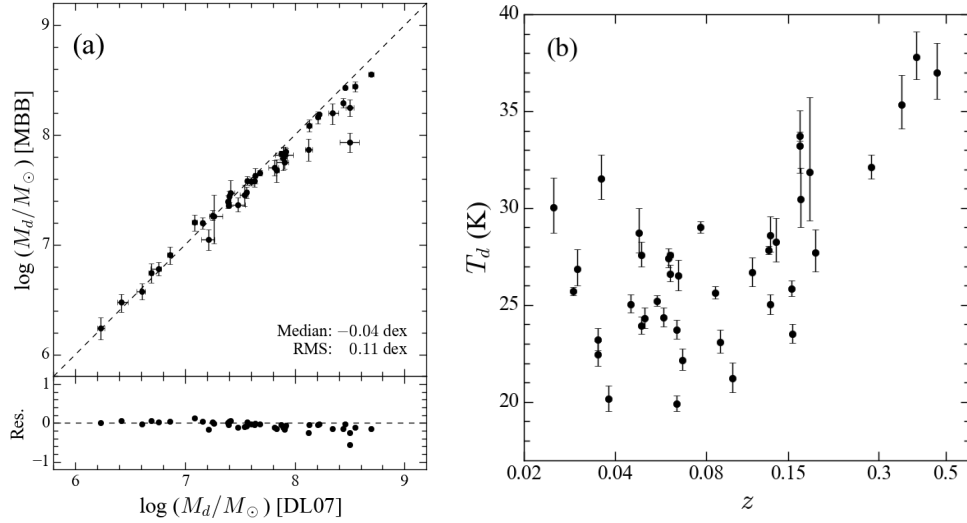 (a)
9
8
7
6
log (M_d/M_⊙) [MBB]
Median: −0.04 dex
RMS: 0.11 dex
1
0
−1
Res.
6 7 8 9
log (M_d/M_⊙) [DL07]
(b)
40
35
30
25
20
T_d (K)
0.02 0.04 0.08 0.15 0.3 0.5
z